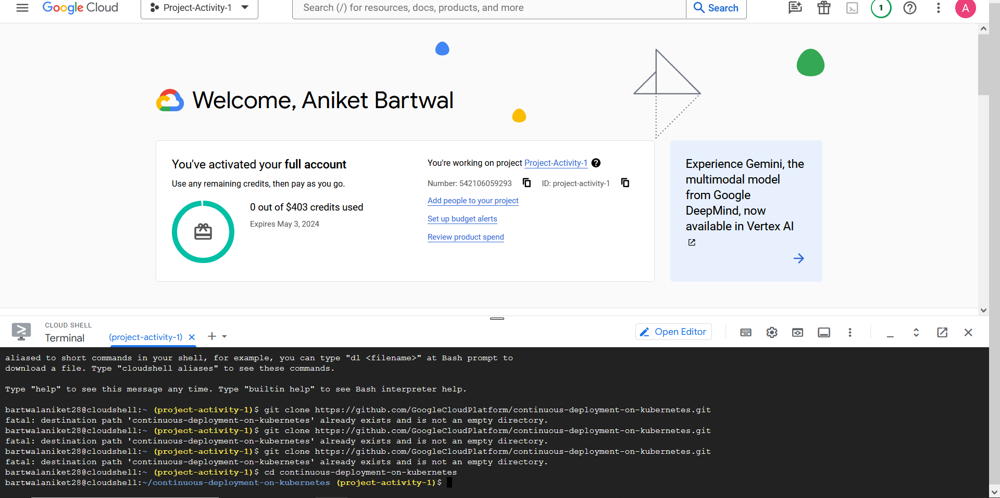 Google Cloud
Project-Activity-1
Search (/) for resources, docs, products, and more
Search
1
A
Welcome, Aniket Bartwal
You've activated your full account
Use any remaining credits, then pay as you go.
0 out of $403 credits used
Expires May 3, 2024
You're working on project Project-Activity-1
Number: 542106059293 ID: project-activity-1
Add people to your project
Set up budget alerts
Review product spend
Experience Gemini, the
multimodal model
from Google
DeepMind, now
available in Vertex AI
CLOUD SHELL
Terminal
(project-activity-1)
Open Editor
aliased to short commands in your shell, for example, you can type "dl <filename>" at Bash prompt to
download a file. Type "cloudshell aliases" to see these commands.
Type "help" to see this message any time. Type "builtin help" to see Bash interpreter help.
bartwalaniket28@cloudshell:~ (project-activity-1)$ git clone https://github.com/GoogleCloudPlatform/continuous-deployment-on-kubernetes.git
fatal: destination path 'continuous-deployment-on-kubernetes' already exists and is not an empty directory.
bartwalaniket28@cloudshell:~ (project-activity-1)$ git clone https://github.com/GoogleCloudPlatform/continuous-deployment-on-kubernetes.git
fatal: destination path 'continuous-deployment-on-kubernetes' already exists and is not an empty directory.
bartwalaniket28@cloudshell:~ (project-activity-1)$ git clone https://github.com/GoogleCloudPlatform/continuous-deployment-on-kubernetes.git
fatal: destination path 'continuous-deployment-on-kubernetes' already exists and is not an empty directory.
bartwalaniket28@cloudshell:~ (project-activity-1)$ cd continuous-deployment-on-kubernetes
bartwalaniket28@cloudshell:~/continuous-deployment-on-kubernetes (project-activity-1)$